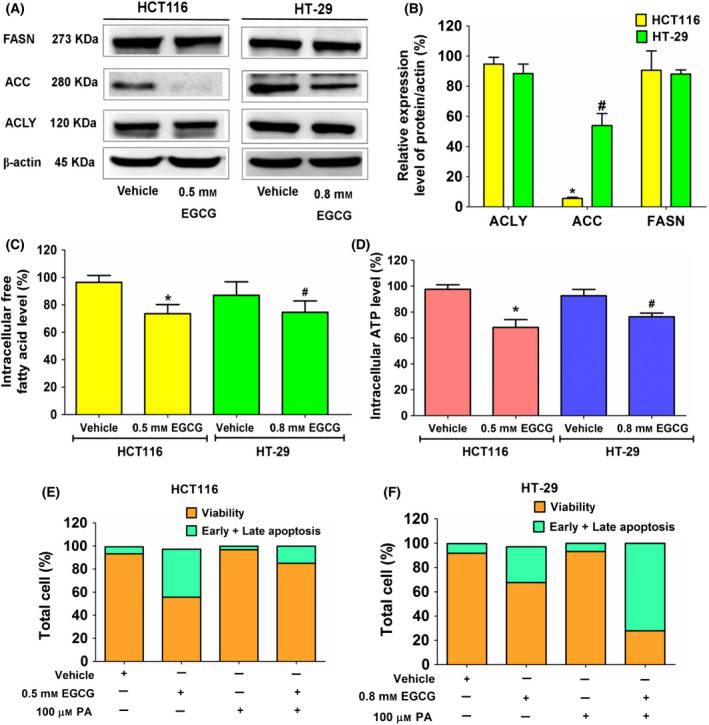 (A)
HCT116
HT-29
FASN 273 KDa
ACC 280 KDa
ACLY 120 KDa
β-actin 45 KDa
Vehicle
0.5 mM
EGCG
Vehicle
0.8 mM
EGCG
(B)
HCT116
HT-29
Relative expression
level of protein/actin (%)
120
100
80
60
40
20
0
*
#
ACLY
ACC
FASN
(C)
Intracellular free
fatty acid level (%)
120
100
80
60
40
20
0
*
#
Vehicle
0.5 mM EGCG
Vehicle
0.8 mM EGCG
HCT116
HT-29
(D)
Intracellular ATP level (%)
120
100
80
60
40
20
0
*
#
Vehicle
0.5 mM EGCG
Vehicle
0.8 mM EGCG
HCT116
HT-29
(E)
HCT116
Viability
Early + Late apoptosis
Total cell (%)
120
100
80
60
40
20
0
Vehicle + – – –
0.5 mM EGCG – + – +
100 μM PA – – + +
(F)
HT-29
Viability
Early + Late apoptosis
Total cell (%)
120
100
80
60
40
20
0
Vehicle + – – –
0.8 mM EGCG – + – +
100 μM PA – – + +